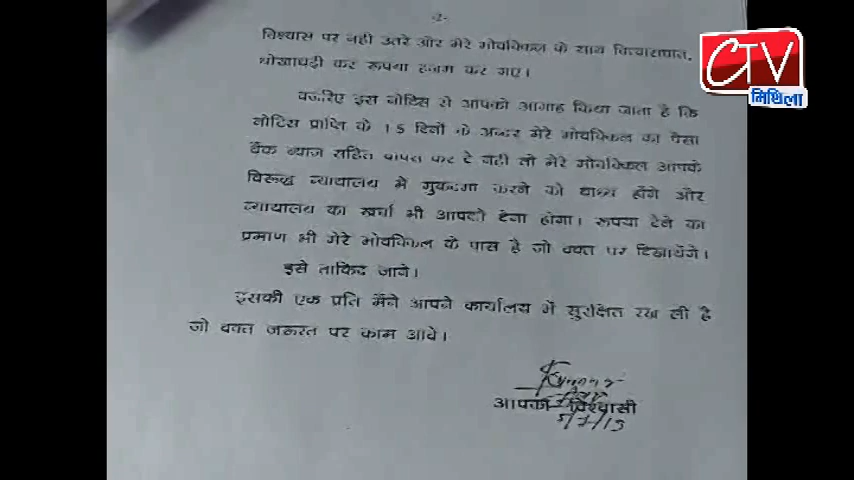 -2-
विश्वास पर नही उतरे और मेरे मोवक्किल के साथ विश्वासघात,
धोखाधड़ी कर रूपया हजम कर गए।
वजरिए इस नोटिस से आपको आगाह किया जाता है कि
नोटिस प्राप्ति के 15 दिनों के अन्दर मेरे मोवक्किल का पैसा
बैंक ब्याज सहित वापस कर दे नही तो मेरे मोवक्किल आपके
विरूद्ध न्यायालय मे मुकदमा करने को बाध्य होंगे और
न्यायालय का खर्चा भी आपको देना होगा। रूपया देने का
प्रमाण भी मेरे मोवक्किल के पास है जो वक्त पर दिखायेंगे।
इसे ताकिद जाने।
इसकी एक प्रति मैंने आपने कार्यालय में सुरक्षित रख ली है
जो वक्त जरूरत पर काम आवे।
आपका विश्वासी
CTV
मिथिला